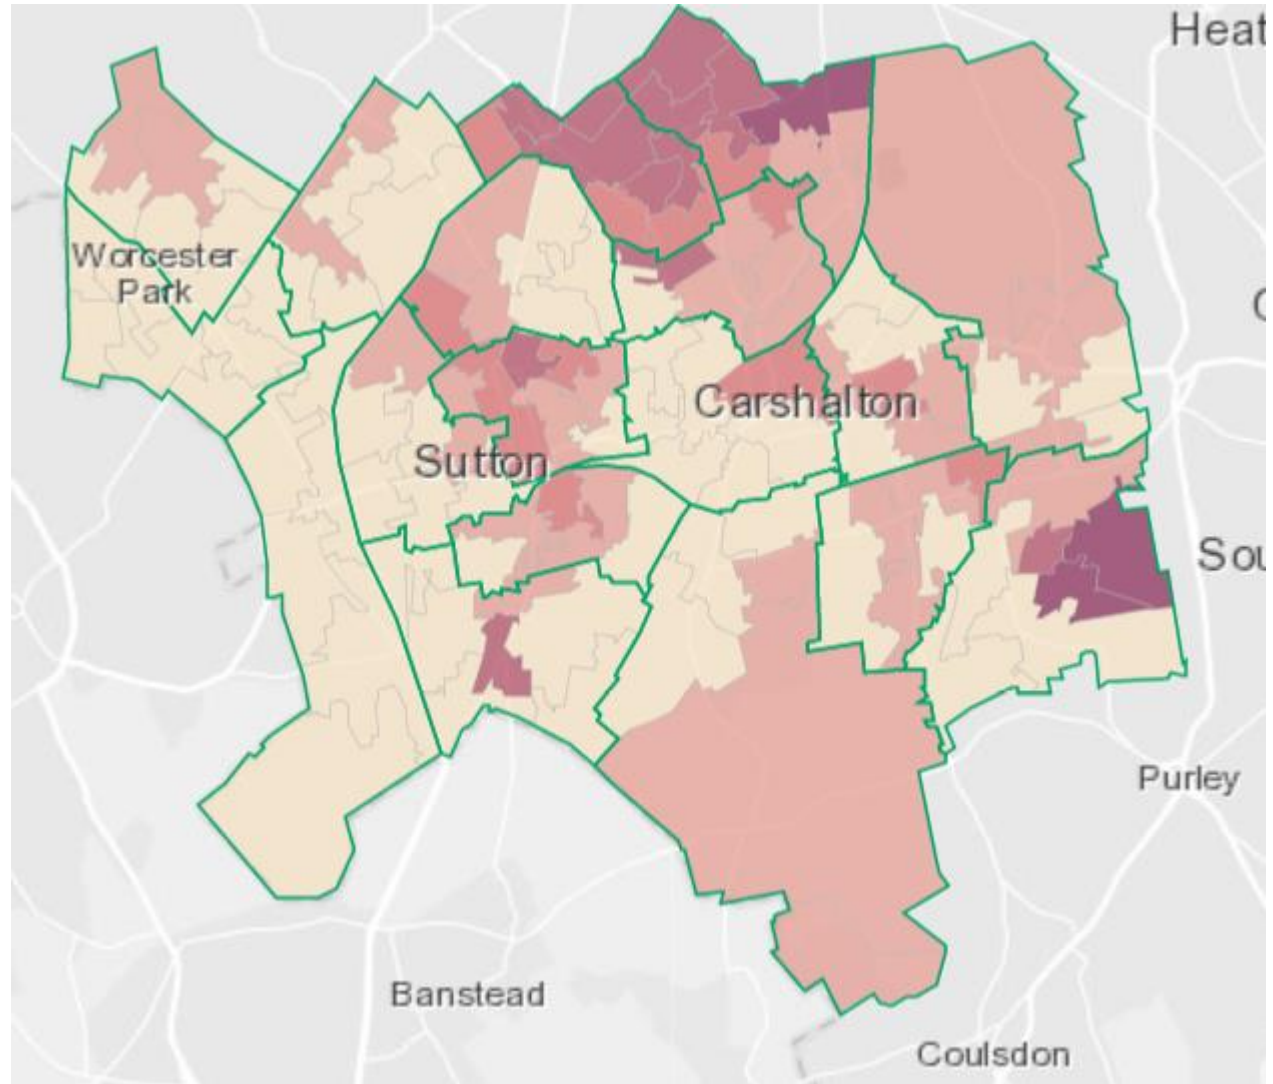 Heat
Worcester
Park
C
Carshalton
Sutton
Sou
Purley
Banstead
Coulsdon